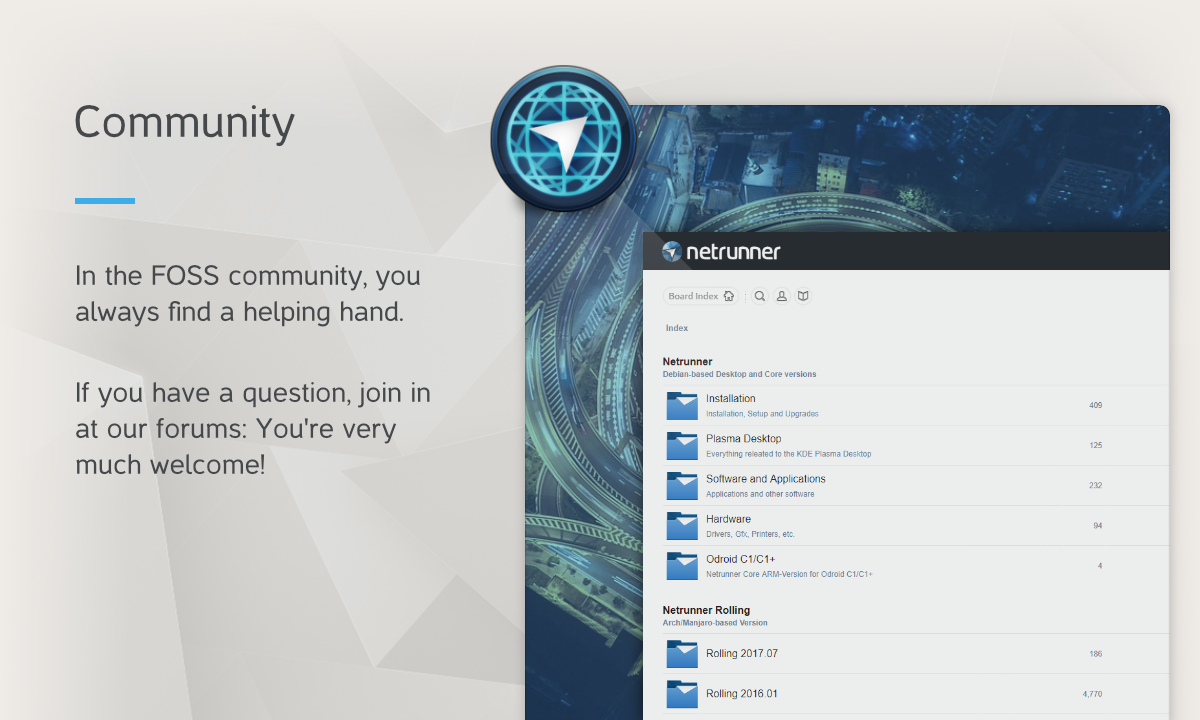 Community
In the FOSS community, you
always find a helping hand.
If you have a question, join in
at our forums: You're very
much welcome!
netrunner
Board Index
Index
Netrunner
Debian-based Desktop and Core versions
Installation
Installation, Setup and Upgrades
409
Plasma Desktop
Everything releated to the KDE Plasma Desktop
125
Software and Applications
Applications and other software
232
Hardware
Drivers, Gfx, Printers, etc.
94
Odroid C1/C1+
Netrunner Core ARM-Version for Odroid C1/C1+
4
Netrunner Rolling
Arch/Manjaro-based Version
Rolling 2017.07
186
Rolling 2016.01
4,770